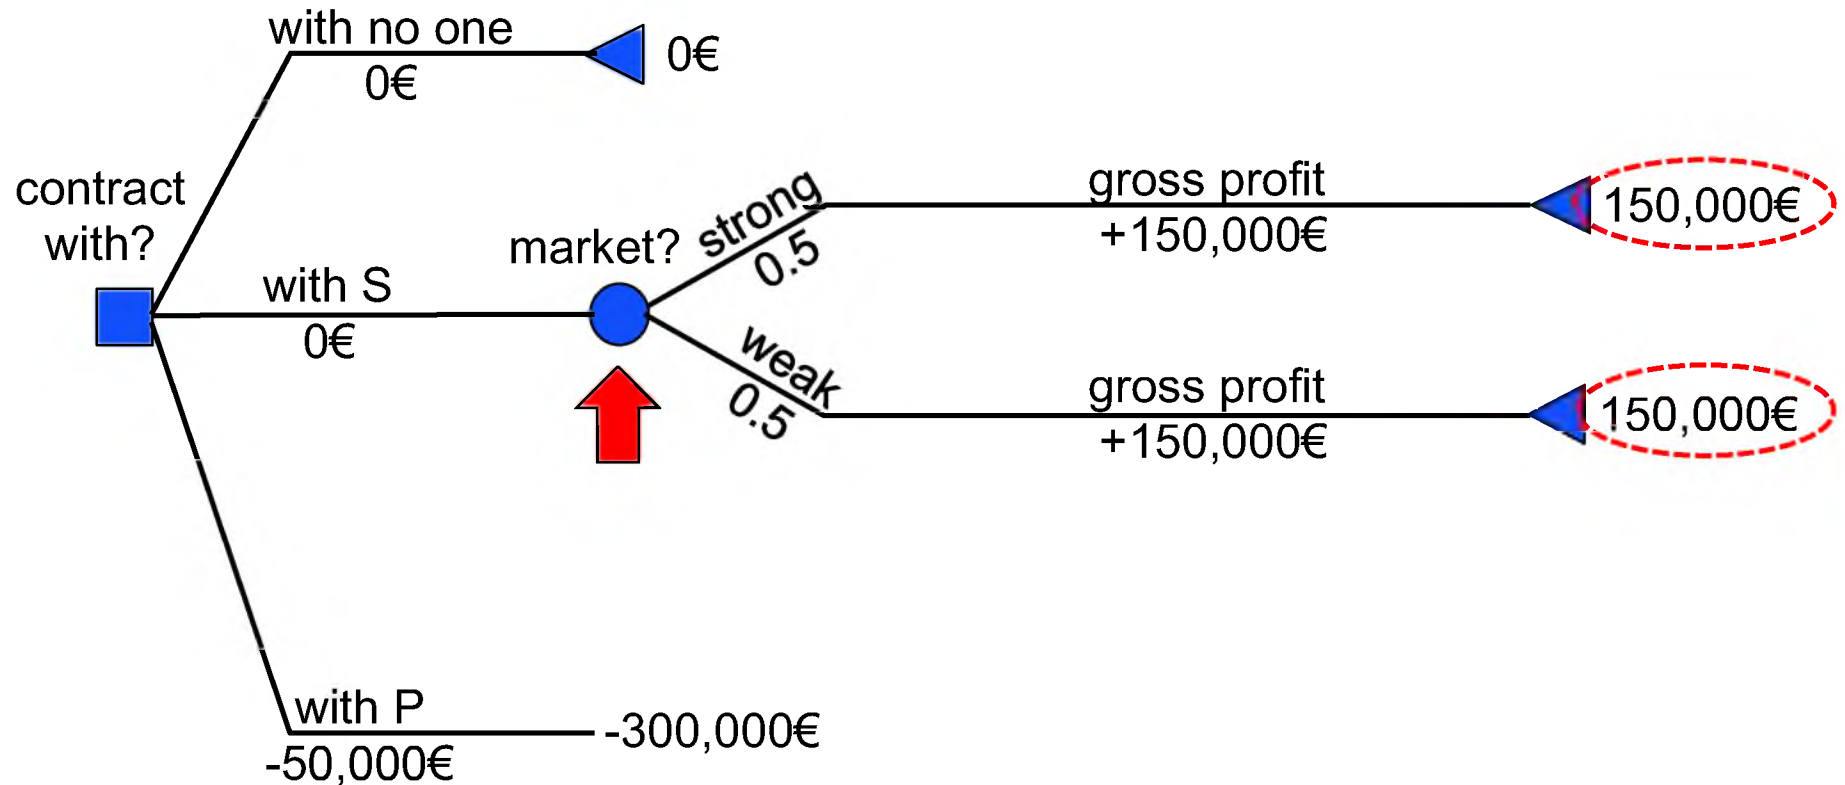 with no one
0€
0€
contract
with?
with S
0€
market?
strong
0.5
weak
0.5
gross profit
+150,000€
150,000€
gross profit
+150,000€
150,000€
with P
-50,000€
-300,000€